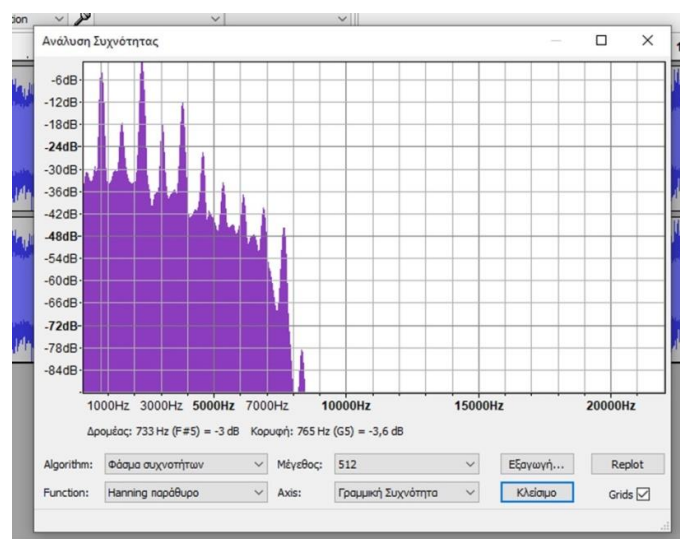 ion
Ανάλυση Συχνότητας
-6dB
-12dB
-18dB
-24dB
-30dB
-36dB
-42dB
-48dB
-54dB
-60dB
-66dB
-72dB
-78dB
-84dB
1000Hz 3000Hz 5000Hz 7000Hz 10000Hz 15000Hz 20000Hz
Δρομέας: 733 Hz (F#5) = -3 dB Κορυφή: 765 Hz (G5) = -3,6 dB
Algorithm: Φάσμα συχνοτήτων Μέγεθος: 512 Εξαγωγή... Replot
Function: Hanning παράθυρο Axis: Γραμμική Συχνότητα Κλείσιμο Grids